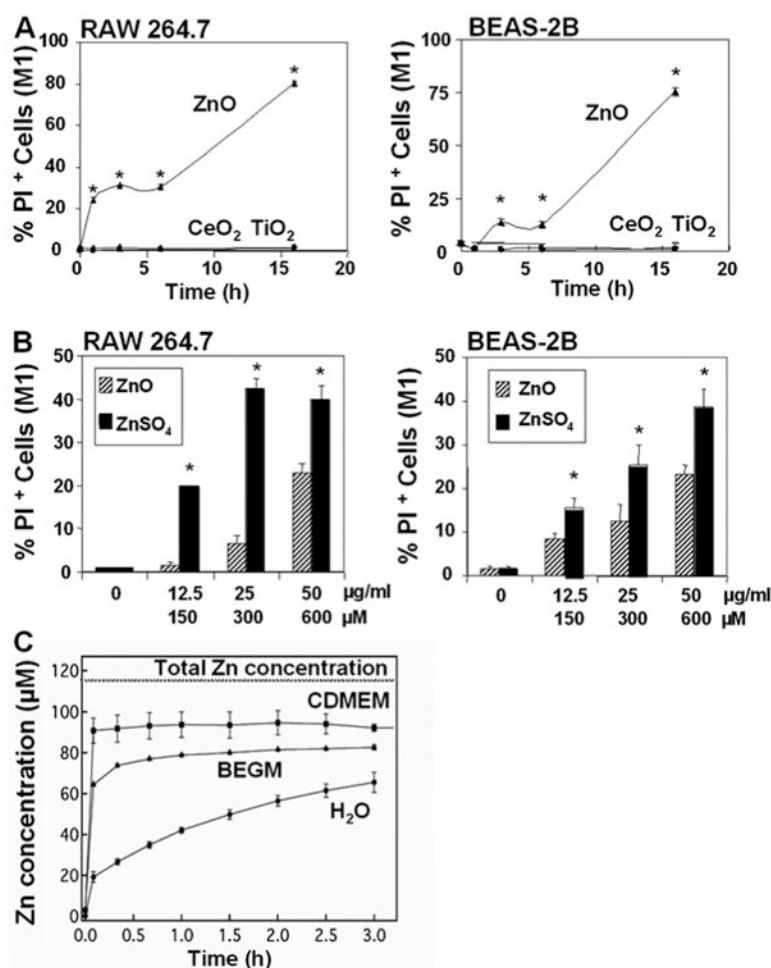 A RAW 264.7 BEAS-2B
% PI + Cells (M1)
100
80
60
40
20
0
ZnO
*
*
*
*
CeO2 TiO2
0 5 10 15 20
Time (h)
% PI + Cells (M1)
100
75
50
25
0
ZnO
*
*
*
CeO2 TiO2
0 5 10 15 20
Time (h)
B RAW 264.7 BEAS-2B
% PI + Cells (M1)
50
40
30
20
10
0
ZnO
ZnSO4
*
*
*
0 12.5 25 50 µg/ml
150 300 600 µM
% PI + Cells (M1)
50
40
30
20
10
0
ZnO
ZnSO4
*
*
*
0 12.5 25 50 µg/ml
150 300 600 µM
C
Zn concentration (µM)
120
100
80
60
40
20
0
Total Zn concentration
CDMEM
BEGM
H2O
0.0 0.5 1.0 1.5 2.0 2.5 3.0
Time (h)